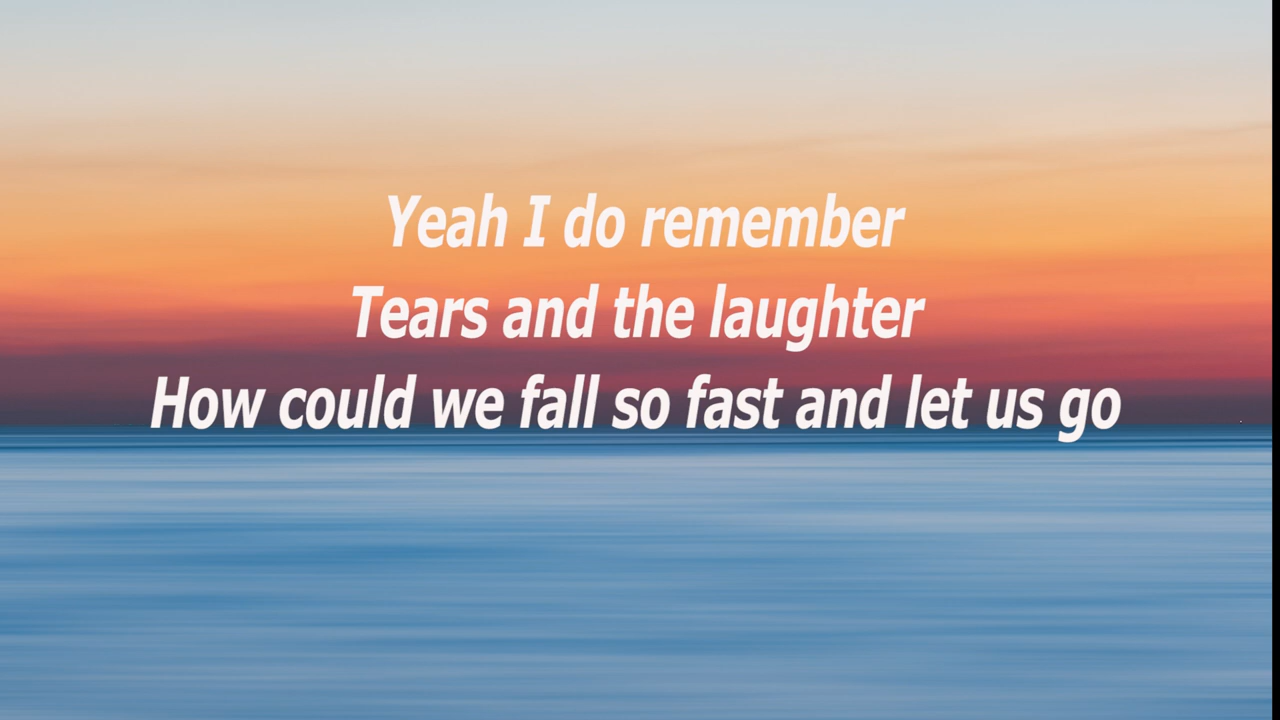 Yeah I do remember
Tears and the laughter
How could we fall so fast and let us go